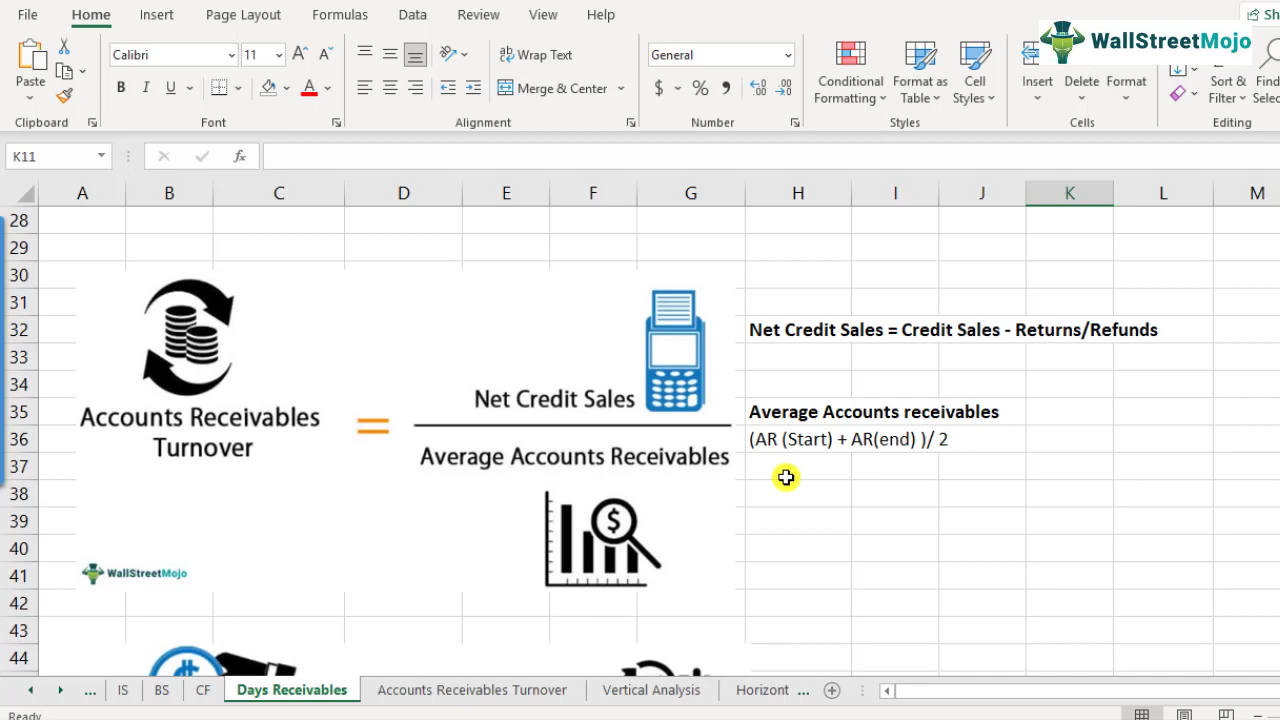 File Home Insert Page Layout Formulas Data Review View Help
WallStreetMojo
Calibri 11 Wrap Text General
Paste B I U Merge & Center $ % Conditional Formatting Format as Table Cell Styles Insert Delete Format Sort & Filter
Clipboard Font Alignment Number Styles Cells Editing
K11 fx
A B C D E F G H I J K L M
28
29
30
31
32 Net Credit Sales = Credit Sales - Returns/Refunds
33
34
Net Credit Sales
35 Average Accounts receivables
Accounts Receivables Turnover =
36 (AR (Start) + AR(end) )/ 2
Average Accounts Receivables
37
38
39
$
40
41 WallStreetMojo
42
43
44
... IS BS CF Days Receivables Accounts Receivables Turnover Vertical Analysis Horizont ...
Ready